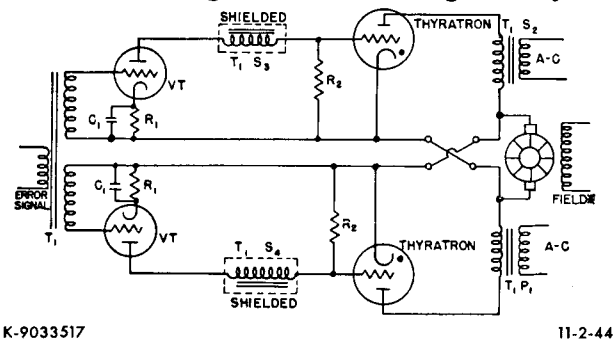 SHIELDED
THYRATRON
T1 S2
A-C
T1 S3
R2
VT
C1
R1
ERROR SIGNAL
T1
FIELD
C1
R1
VT
T1 S4
SHIELDED
R2
THYRATRON
A-C
T1 P1
K-9033517
11-2-44